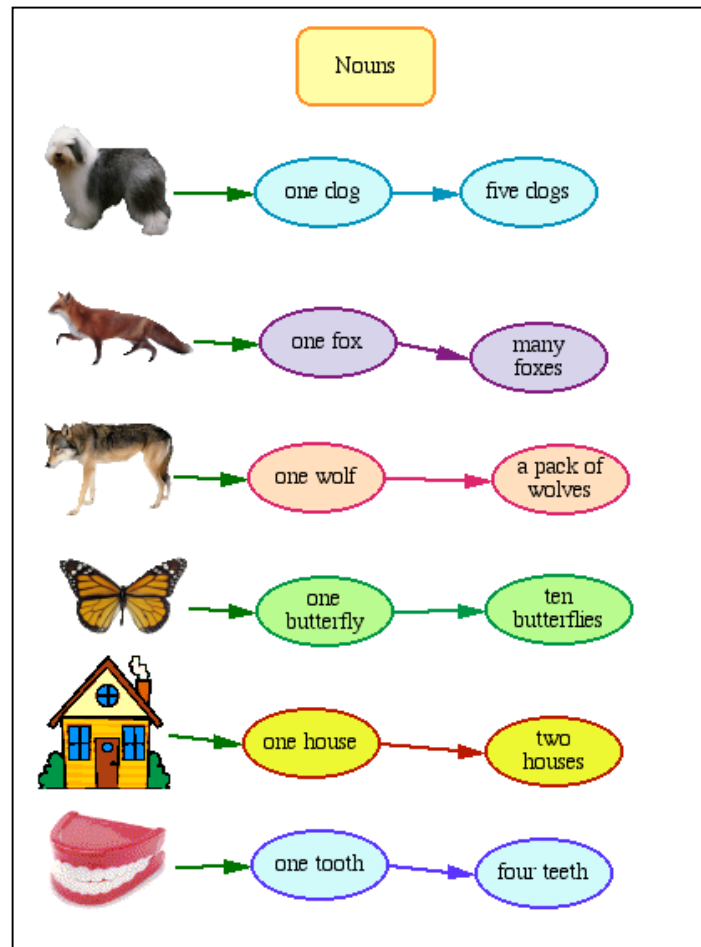 Nouns
one dog
five dogs
one fox
many
foxes
one wolf
a pack of
wolves
one
butterfly
ten
butterflies
one house
two
houses
one tooth
four teeth